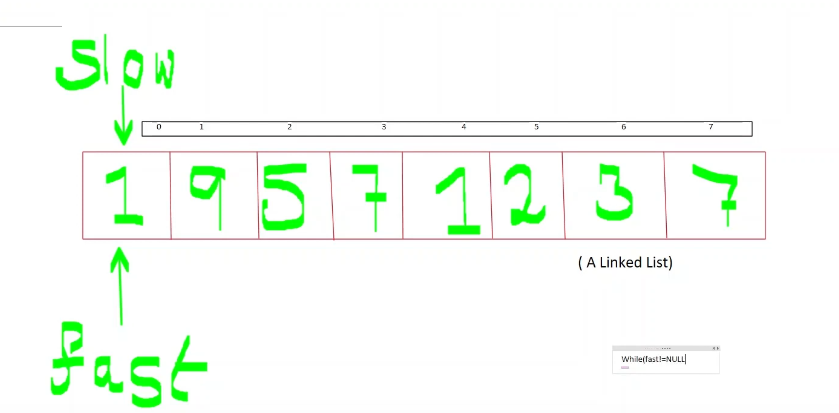 Slow
0 1 2 3 4 5 6 7
1 9 5 7 1 2 3 7
( A Linked List)
fast
While(fast!=NULL